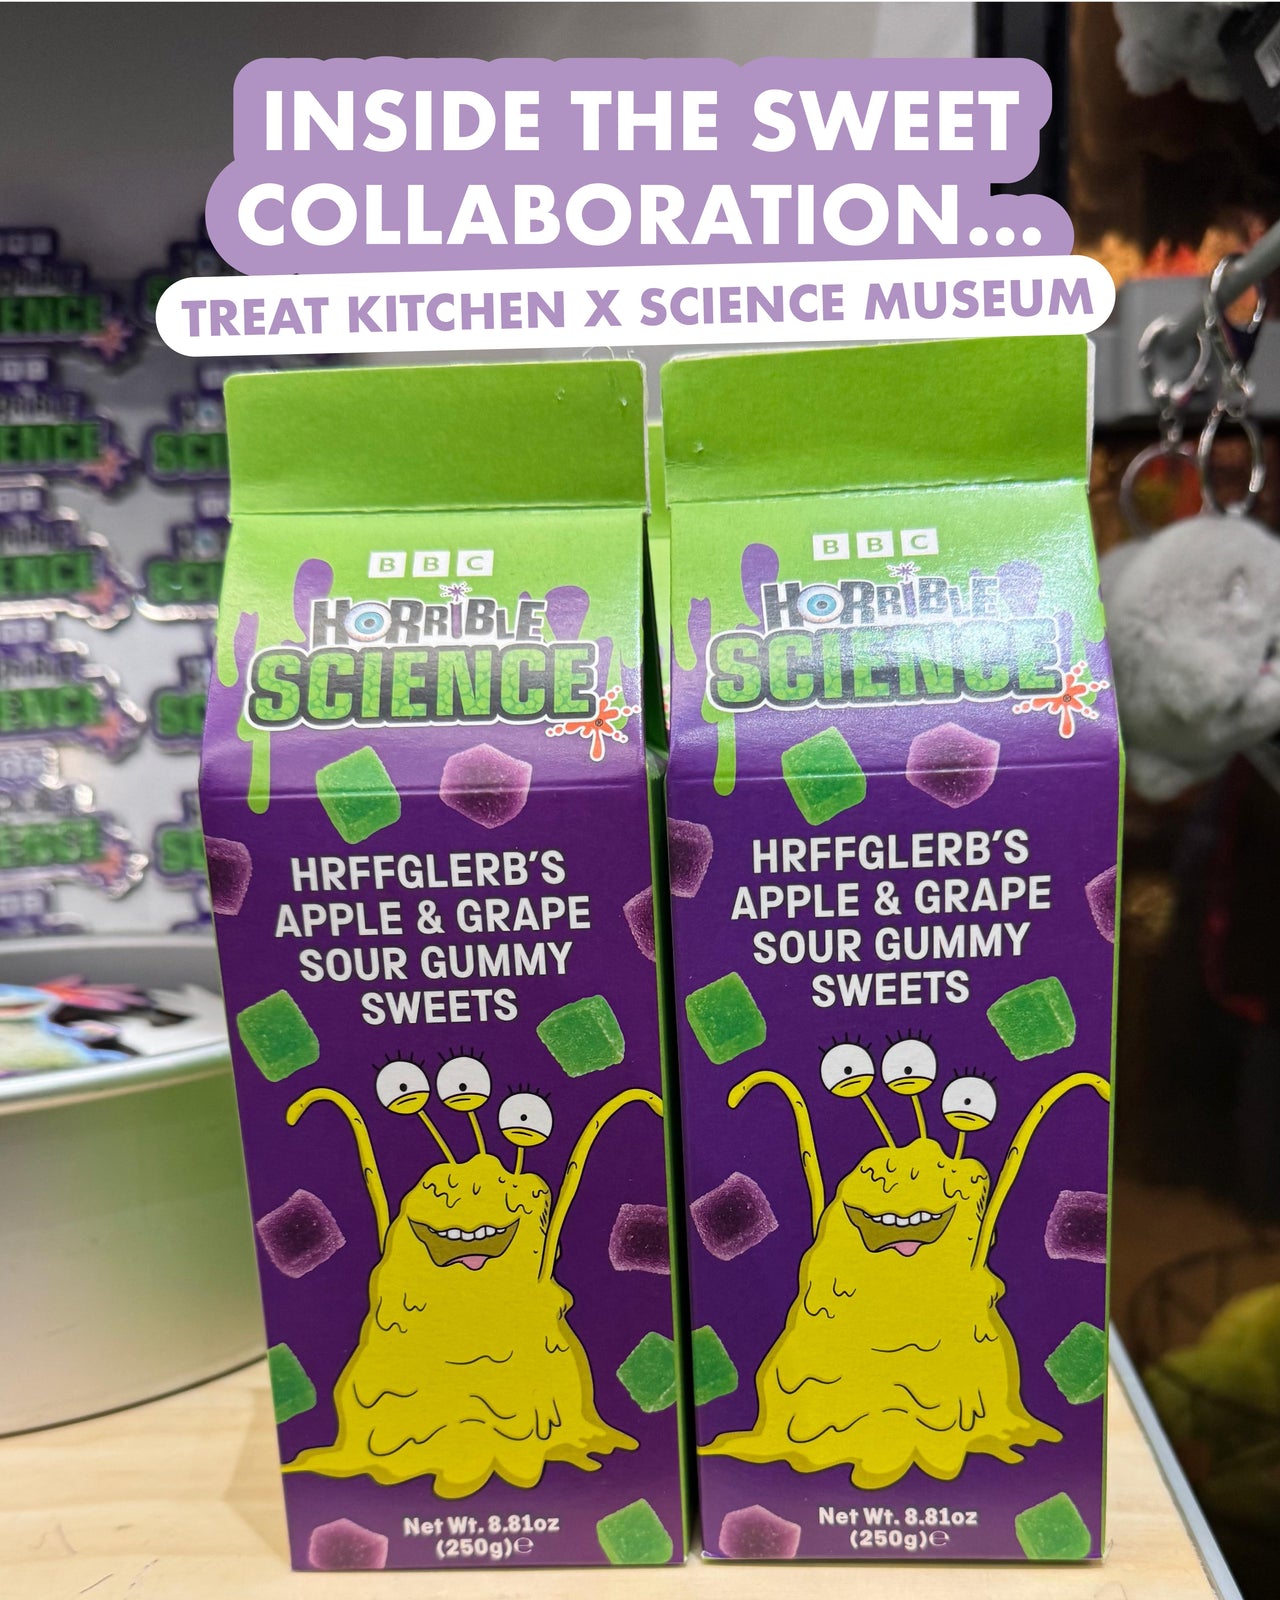 INSIDE THE SWEET
COLLABORATION...
TREAT KITCHEN X SCIENCE MUSEUM
BBC
HORRIBLE
SCIENCE
HRFFGLERB'S
APPLE & GRAPE
SOUR GUMMY
SWEETS
Net Wt. 8.81oz
(250g)℮
BBC
HORRIBLE
SCIENCE
HRFFGLERB'S
APPLE & GRAPE
SOUR GUMMY
SWEETS
Net Wt. 8.81oz
(250g)℮